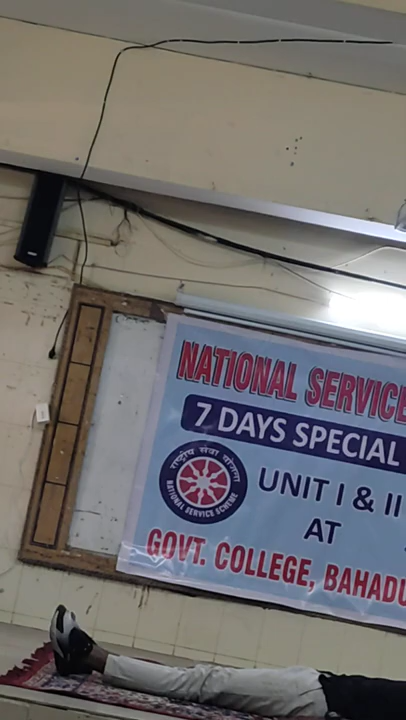 NATIONAL SERVICE
7 DAYS SPECIAL
राष्ट्रीय सेवा योजना
NATIONAL SERVICE SCHEME
UNIT I & II
AT
GOVT. COLLEGE, BAHADU